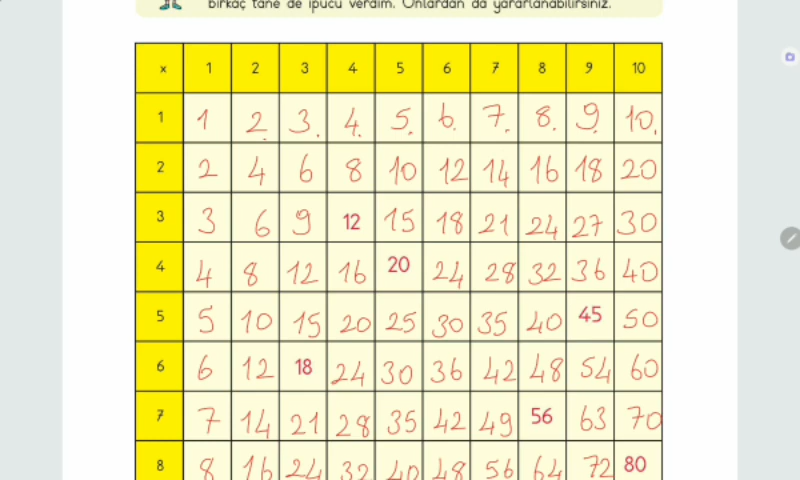 birkaç tane de ipucu verdim. Onlardan da yararlanabilirsiniz.
x 1 2 3 4 5 6 7 8 9 10
1 1 2. 3. 4. 5. 6. 7. 8. 9. 10.
2 2 4 6 8 10 12 14 16 18 20
3 3 6 9 12 15 18 21 24 27 30
4 4 8 12 16 20 24 28 32 36 40
5 5 10 15 20 25 30 35 40 45 50
6 6 12 18 24 30 36 42 48 54 60
7 7 14 21 28 35 42 49 56 63 70
8 8 16 24 32 40 48 56 64 72 80